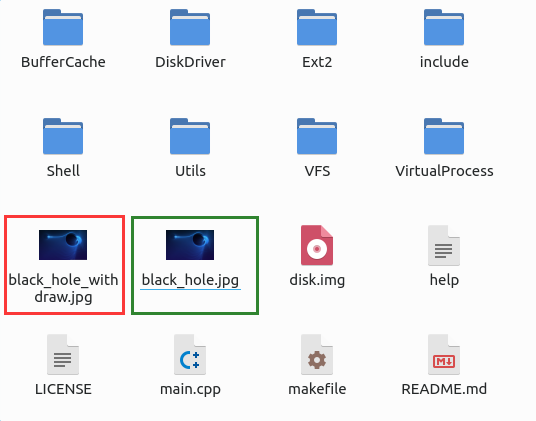 BufferCache DiskDriver Ext2 include
Shell Utils VFS VirtualProcess
black_hole_with
draw.jpg
black_hole.jpg disk.img help
LICENSE main.cpp makefile README.md